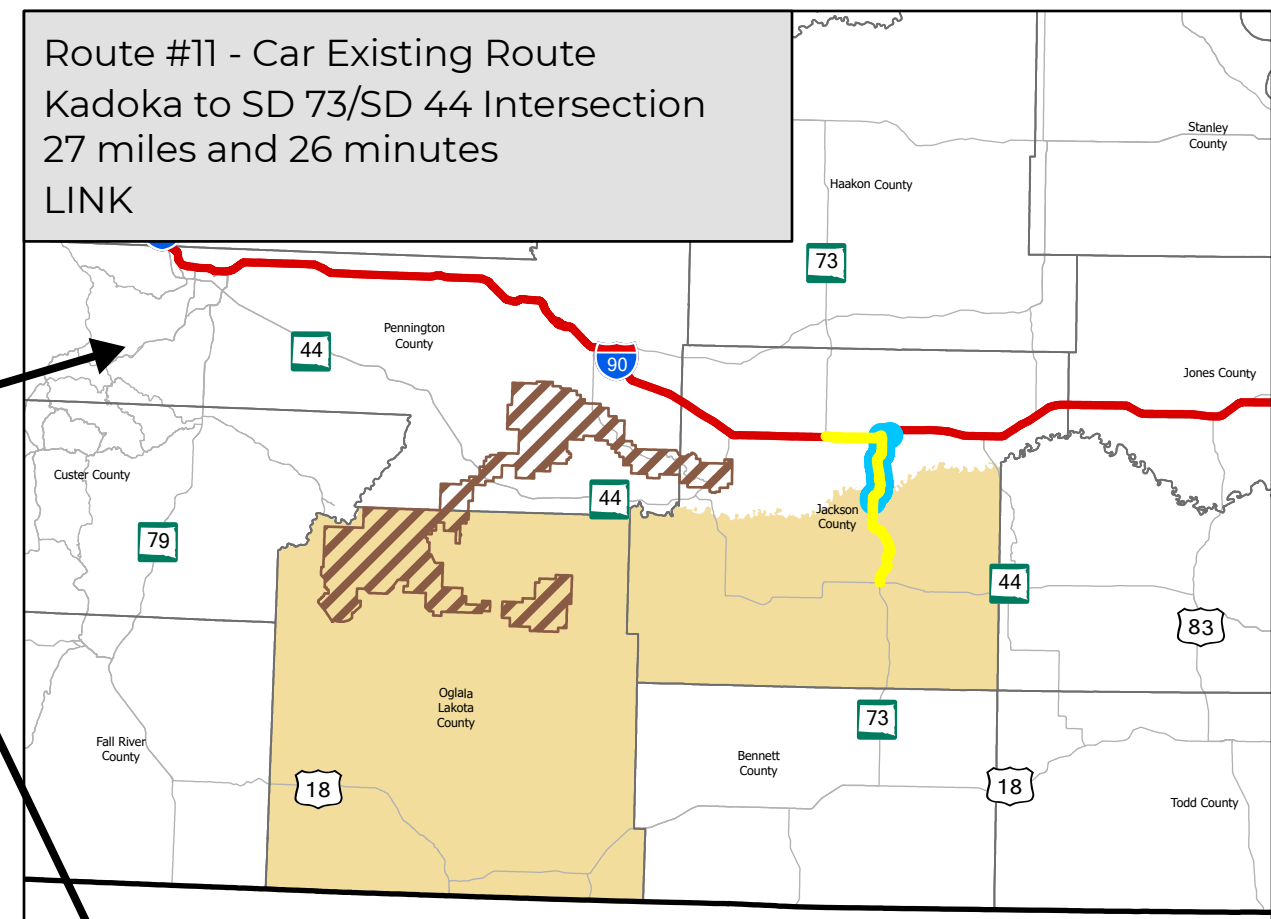 Route #11 - Car Existing Route
Kadoka to SD 73/SD 44 Intersection
27 miles and 26 minutes
LINK
Stanley
County
Haakon County
73
Pennington
County
44
90
Jones County
Custer County
44
Jackson
County
79
44
83
Oglala
Lakota
County
73
Fall River
County
Bennett
County
18
18
Todd County